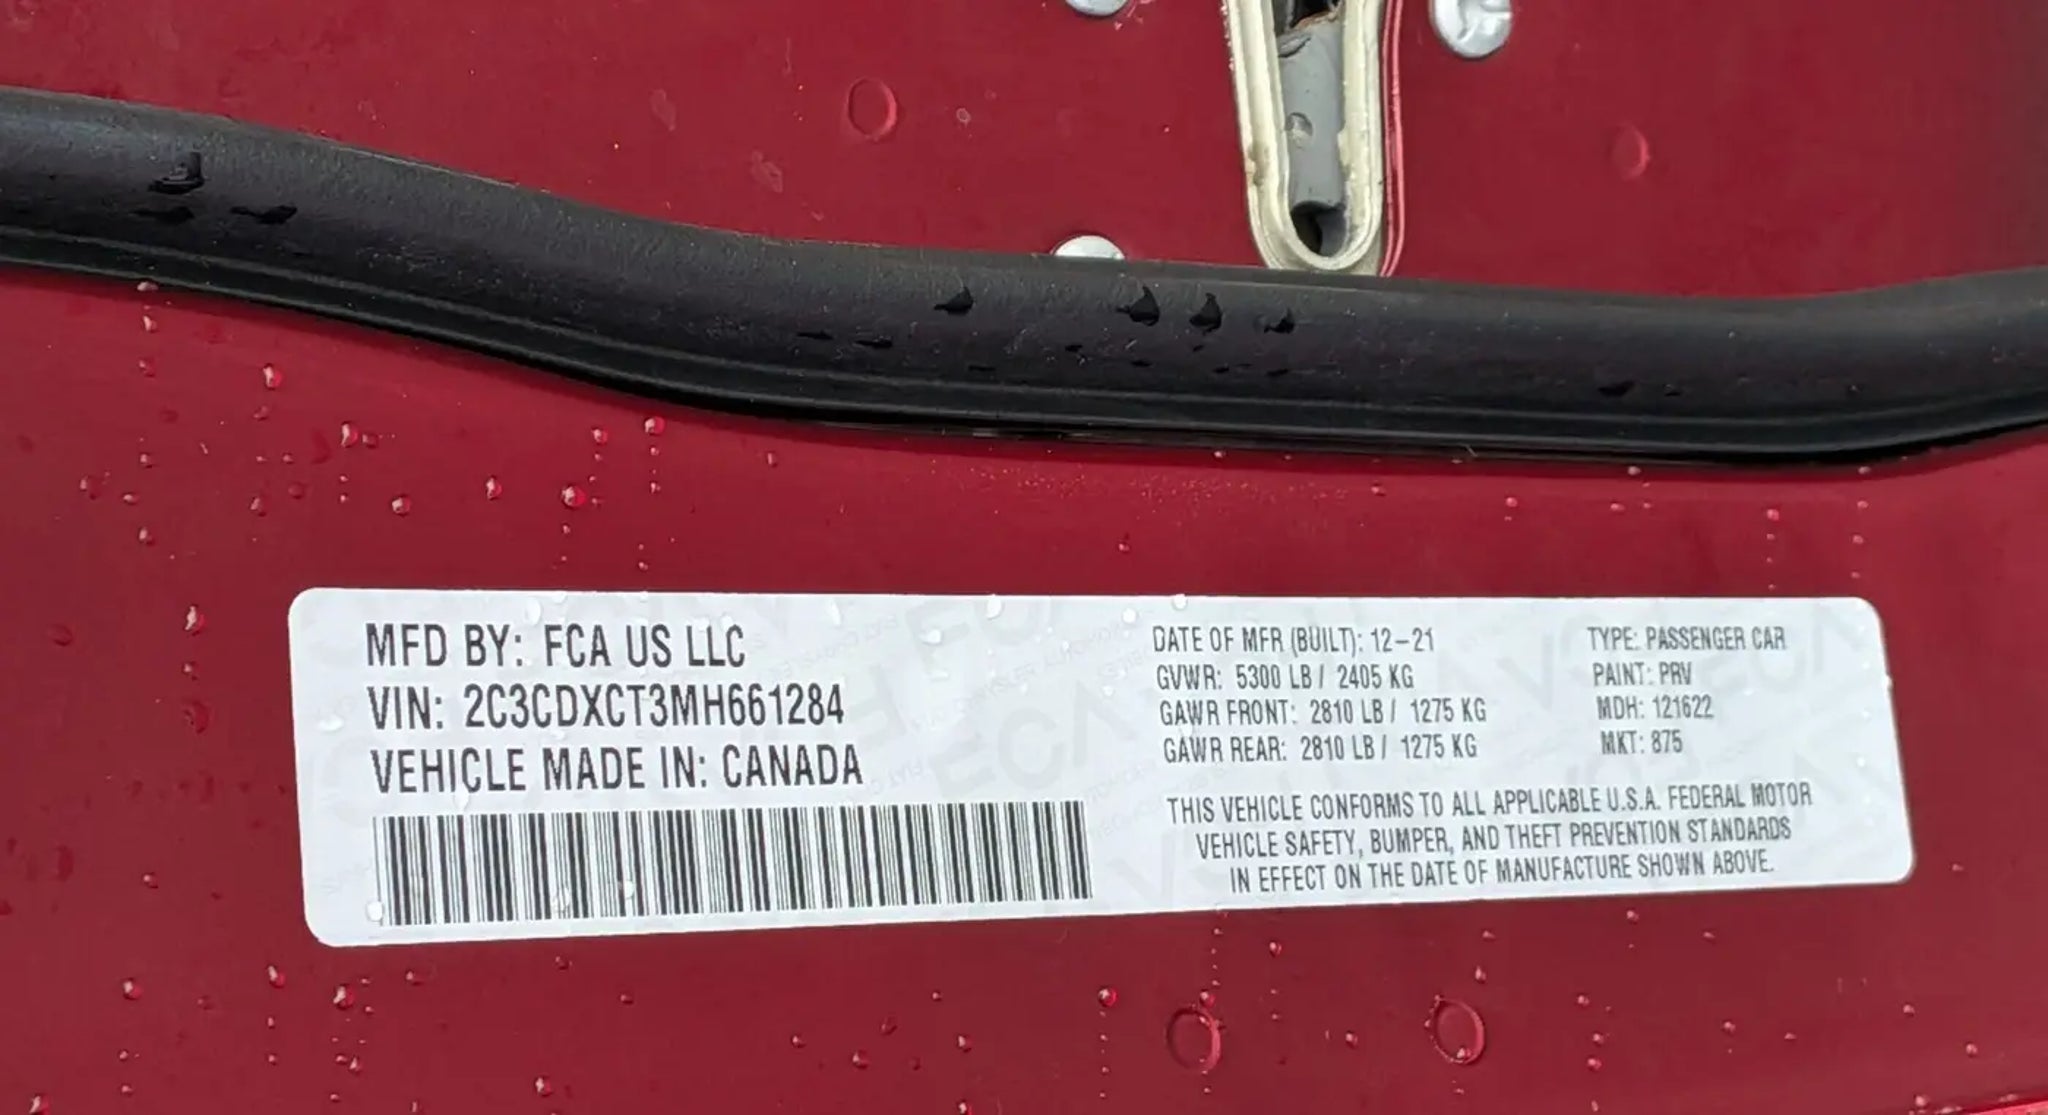 MFD BY: FCA US LLC
VIN: 2C3CDXCT3MH661284
VEHICLE MADE IN: CANADA
DATE OF MFR (BUILT): 12-21
GVWR: 5300 LB / 2405 KG
GAWR FRONT: 2810 LB / 1275 KG
GAWR REAR: 2810 LB / 1275 KG
TYPE: PASSENGER CAR
PAINT: PRV
MDH: 121622
MKT: 875
THIS VEHICLE CONFORMS TO ALL APPLICABLE U.S.A. FEDERAL MOTOR
VEHICLE SAFETY, BUMPER, AND THEFT PREVENTION STANDARDS
IN EFFECT ON THE DATE OF MANUFACTURE SHOWN ABOVE.